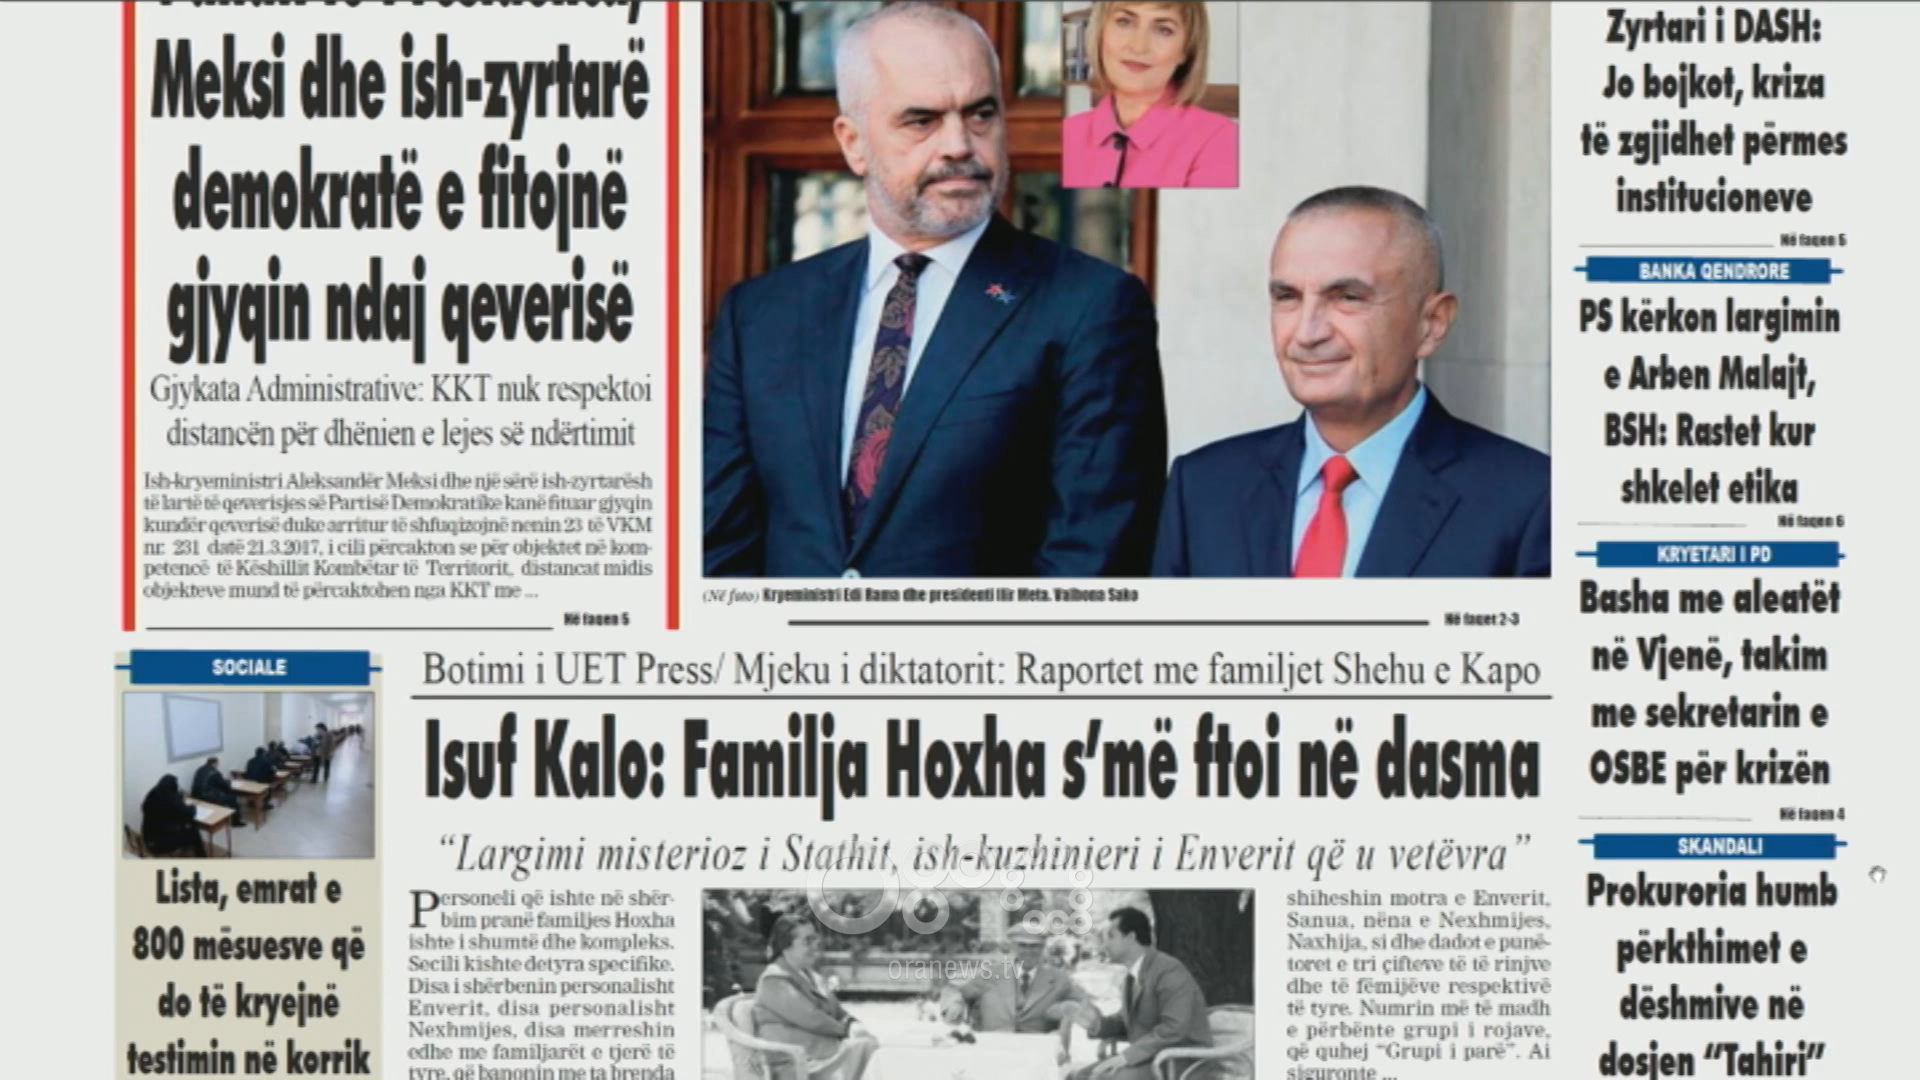 Meksi dhe ish-zyrtarë
demokratë e fitojnë
gjyqin ndaj qeverisë
Gjykata Administrative: KKT nuk respektoi
distancën për dhënien e lejes së ndërtimit
Ish-kryeministri Aleksandër Meksi dhe një sërë ish-zyrtarësh
të lartë të qeverisjes së Partisë Demokratike kanë fituar gjyqin
kundër qeverisë duke arritur të shfuqizojnë nenin 23 të VKM
nr. 231 datë 21.3.2017, i cili përcakton se për objektet në kom-
petencë të Këshillit Kombëtar të Territorit, distancat midis
objekteve mund të përcaktohen nga KKT me ...
Në faqen 5
(Në foto) Kryeministri Edi Rama dhe presidenti Ilir Meta. Valbona Sako
Në faqet 2-3
Zyrtari i DASH:
Jo bojkot, kriza
të zgjidhet përmes
institucioneve
Në faqen 5
BANKA QENDRORE
PS kërkon largimin
e Arben Malajt,
BSH: Rastet kur
shkelet etika
Në faqen 6
KRYETARI I PD
Basha me aleatët
në Vjenë, takim
me sekretarin e
OSBE për krizën
Në faqen 4
SKANDALI
Prokuroria humb
përkthimet e
dëshmive në
dosjen “Tahiri”
SOCIALE
Lista, emrat e
800 mësuesve që
do të kryejnë
testimin në korrik
Botimi i UET Press/ Mjeku i diktatorit: Raportet me familjet Shehu e Kapo
Isuf Kalo: Familja Hoxha s’më ftoi në dasma
“Largimi misterioz i Stathit, ish-kuzhinieri i Enverit që u vetëvra”
Personeli që ishte në shër-
bim pranë familjes Hoxha
ishte i shumtë dhe kompleks.
Secili kishte detyra specifike.
Disa i shërbenin personalisht
Enverit, disa personalisht
Nexhmijes, disa merreshin
edhe me familjarët e tjerë të
tyre, që banonin me ta brenda
shiheshin motra e Enverit,
Sanua, nëna e Nexhmijes,
Naxhija, si dhe dadot e punë-
toret e tri çifteve të të rinjve
dhe të fëmijëve respektivë
të tyre. Numrin më të madh
e përbënte grupi i rojave,
që quhej “Grupi i parë”. Ai
siguronte ...
oranews.tv